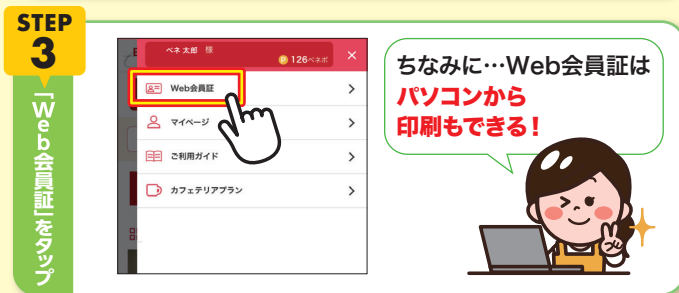 STEP
3
「Web会員証」をタップ
ベネ 太郎 様
P 126ベネポ
×
Web会員証
マイページ
ご利用ガイド
カフェテリアプラン
ちなみに…Web会員証は
パソコンから
印刷もできる!